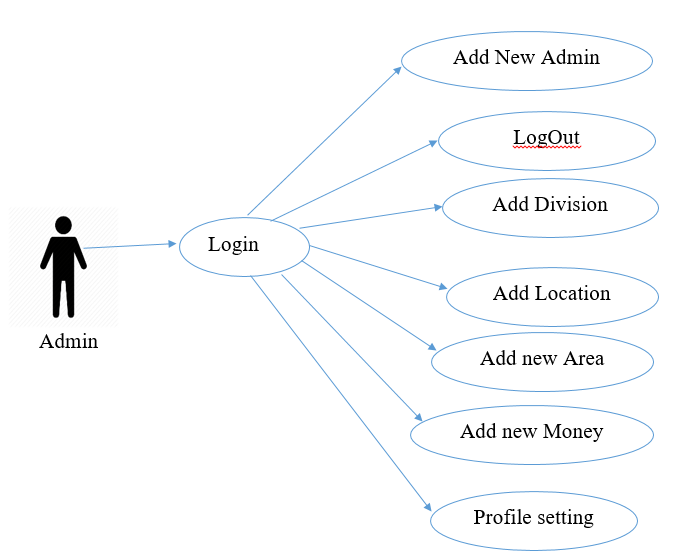 Add New Admin
LogOut
Add Division
Login
Add Location
Admin
Add new Area
Add new Money
Profile setting